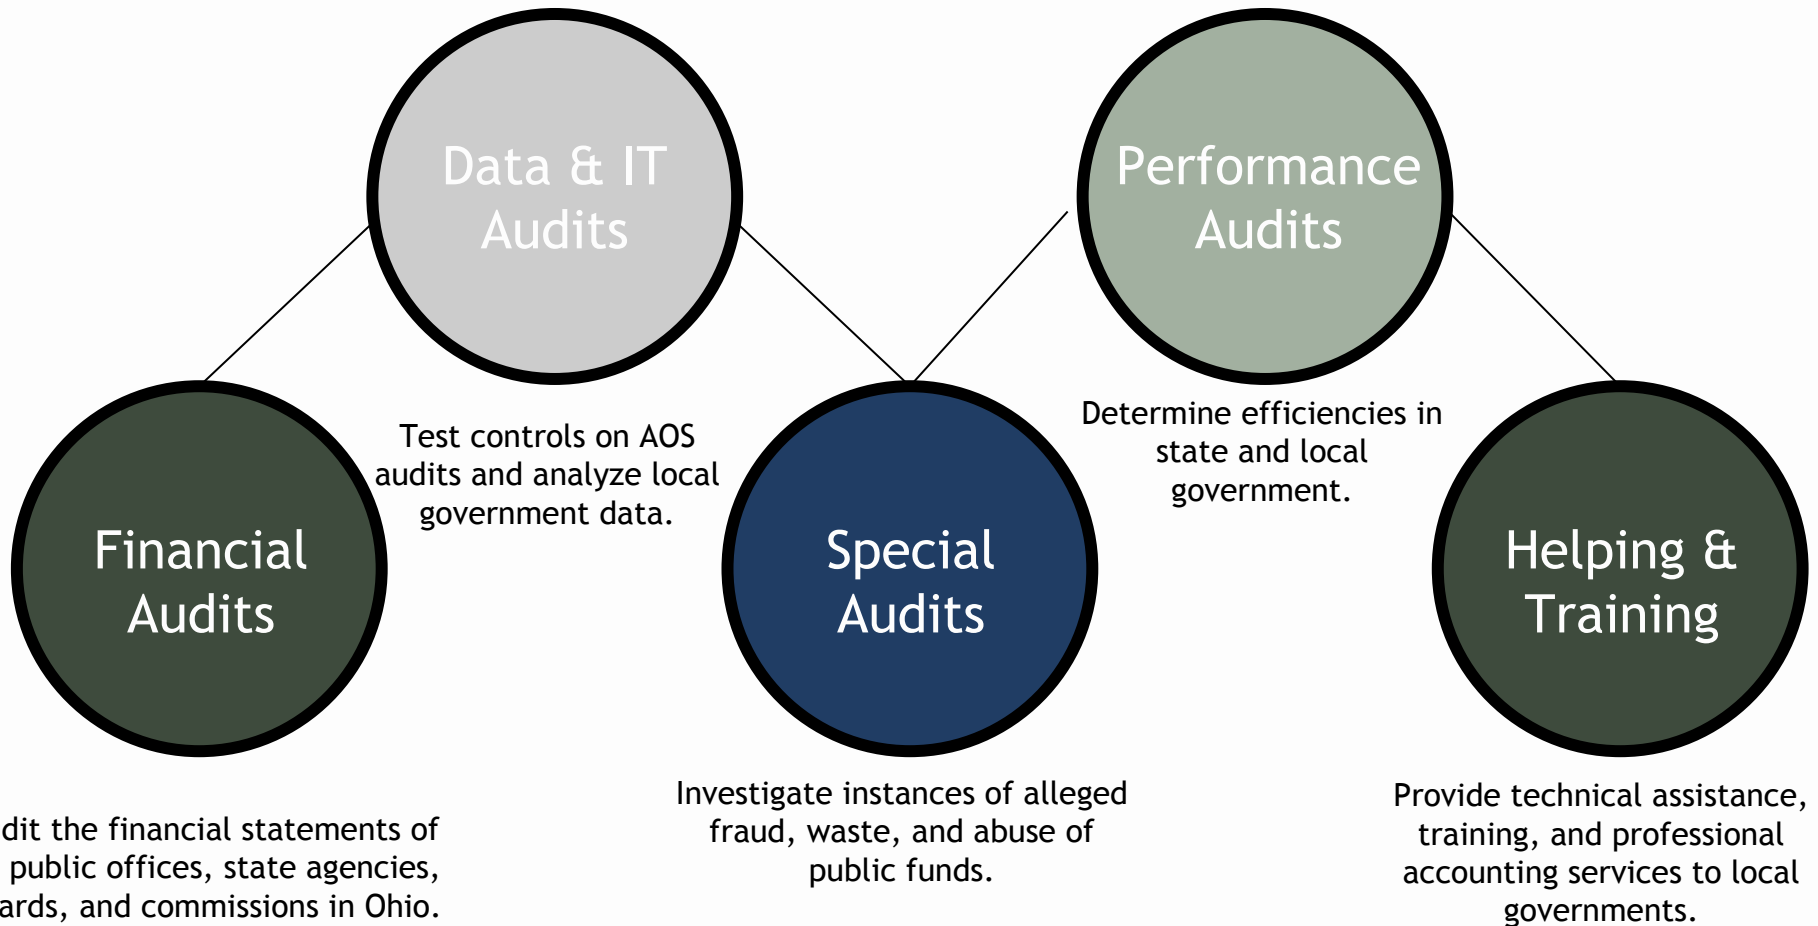 Data & IT
Audits
Performance
Audits
Test controls on AOS
audits and analyze local
government data.
Determine efficiencies in
state and local
government.
Financial
Audits
Special
Audits
Helping &
Training
dit the financial statements of
public offices, state agencies,
ards, and commissions in Ohio.
Investigate instances of alleged
fraud, waste, and abuse of
public funds.
Provide technical assistance,
training, and professional
accounting services to local
governments.